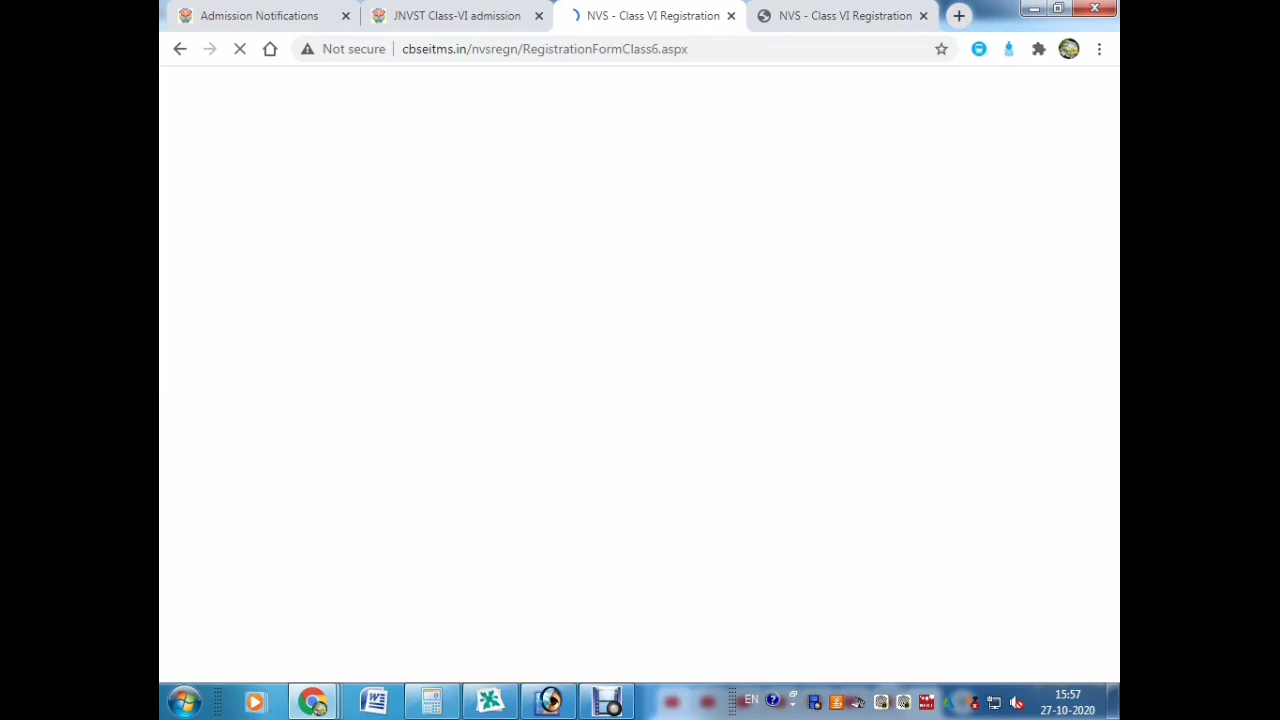 Admission Notifications
JNVST Class-VI admission
NVS - Class VI Registration
NVS - Class VI Registration
Not secure
cbseitms.in/nvsregn/RegistrationFormClass6.aspx
EN
15:57
27-10-2020